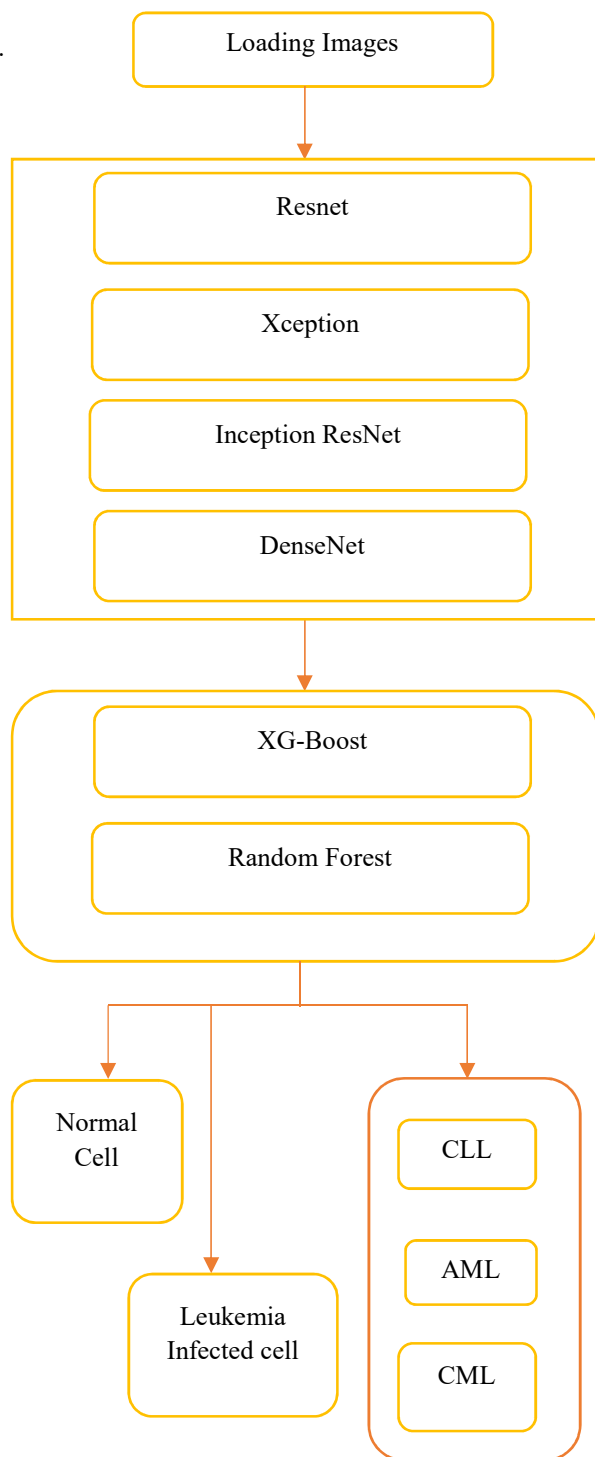 Loading Images
.
Resnet
Xception
Inception ResNet
DenseNet
XG-Boost
Random Forest
Normal
Cell
CLL
AML
Leukemia
Infected cell
CML